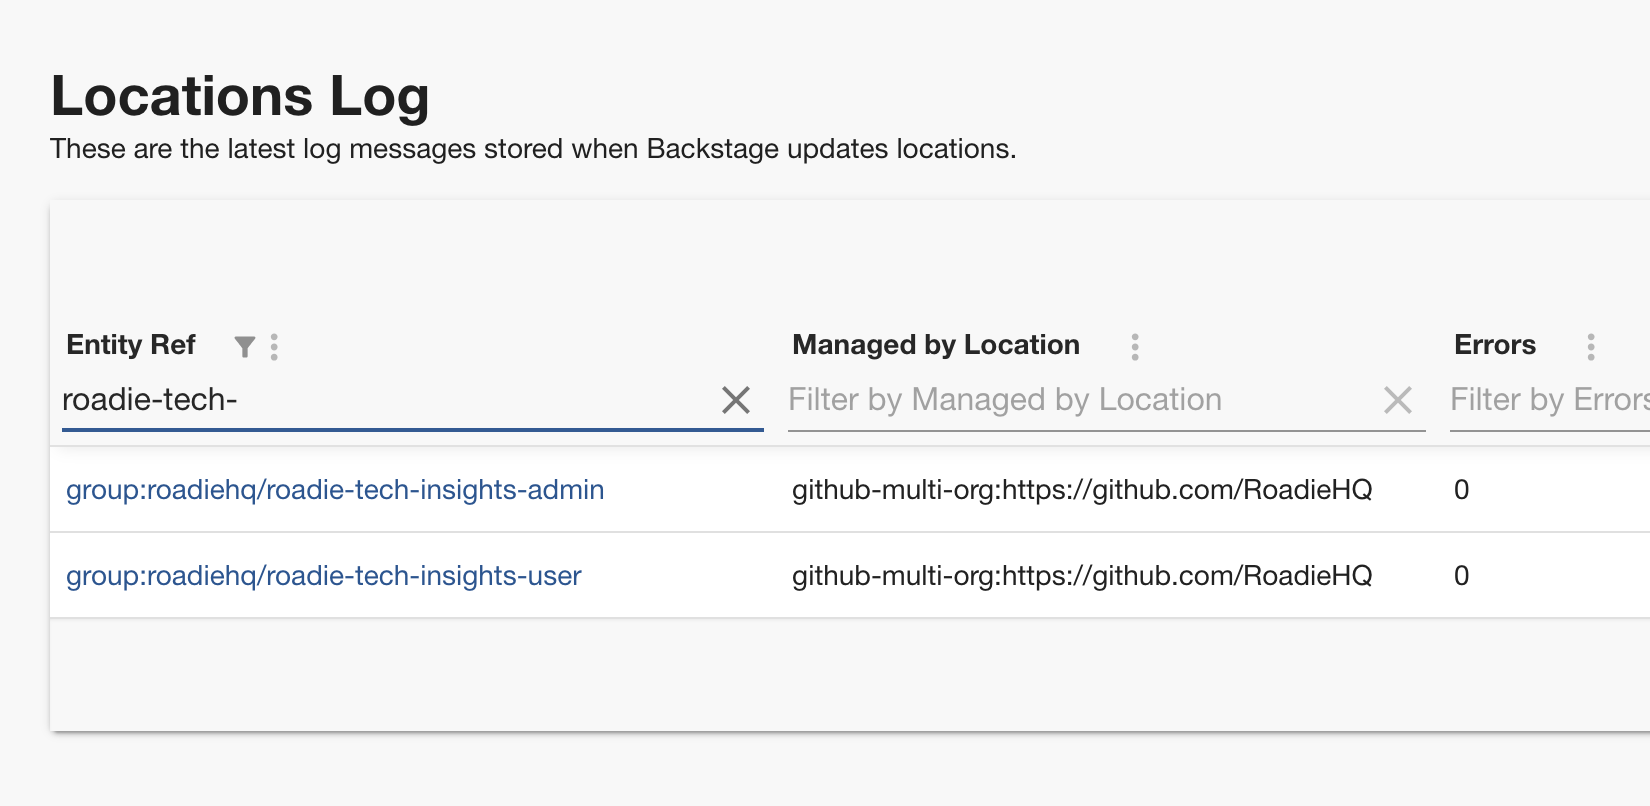 Locations Log
These are the latest log messages stored when Backstage updates locations.
Entity Ref Managed by Location Errors
roadie-tech- Filter by Managed by Location Filter by Errors
group:roadiehq/roadie-tech-insights-admin github-multi-org:https://github.com/RoadieHQ 0
group:roadiehq/roadie-tech-insights-user github-multi-org:https://github.com/RoadieHQ 0